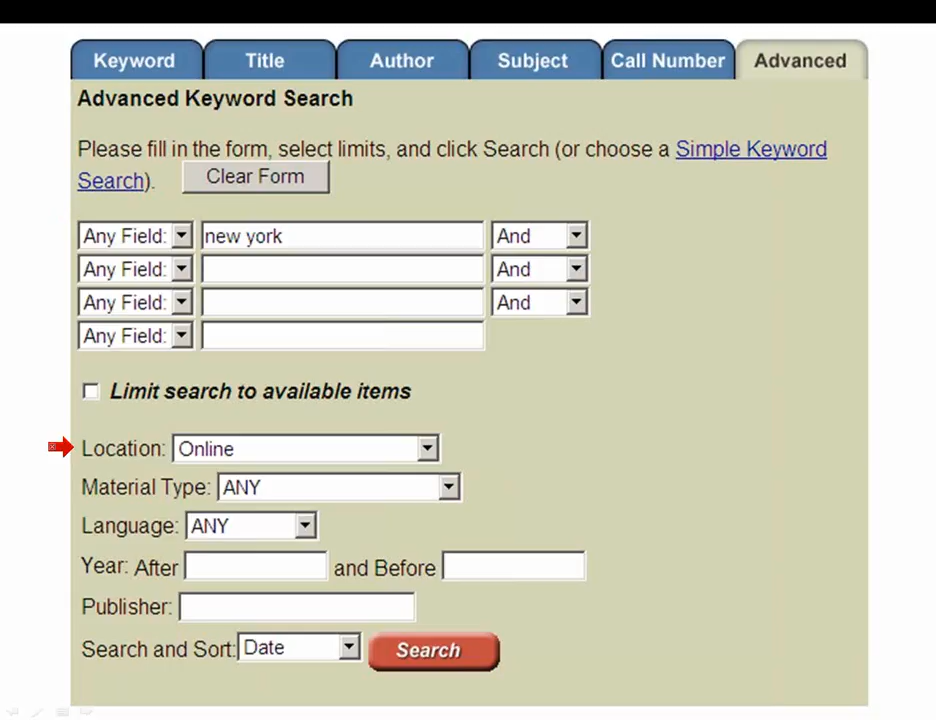 Keyword Title Author Subject Call Number Advanced
Advanced Keyword Search
Please fill in the form, select limits, and click Search (or choose a Simple Keyword
Search). Clear Form
Any Field: new york And
Any Field: And
Any Field: And
Any Field:
Limit search to available items
Location: Online
Material Type: ANY
Language: ANY
Year: After and Before
Publisher:
Search and Sort: Date Search